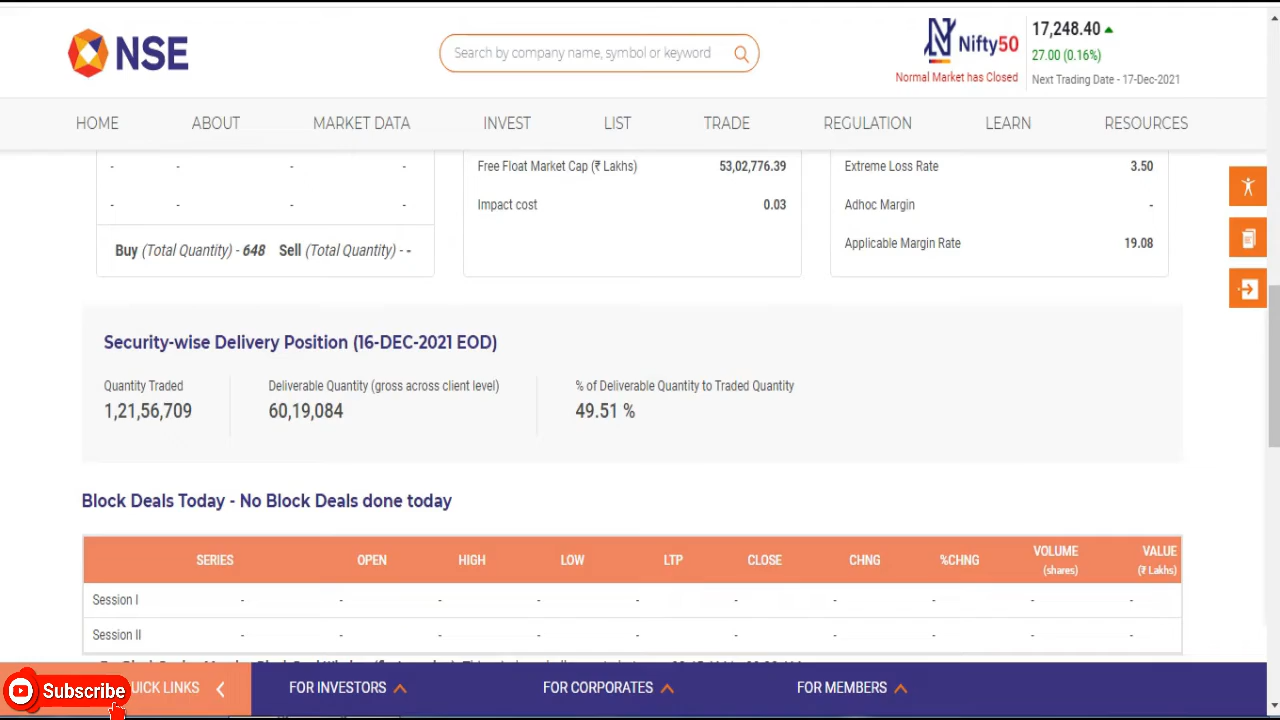 NSE
Search by company name, symbol or keyword
Nifty50
17,248.40
27.00 (0.16%)
Normal Market has Closed
Next Trading Date - 17-Dec-2021
HOME ABOUT MARKET DATA INVEST LIST TRADE REGULATION LEARN RESOURCES
- - - -
- - - -
Buy (Total Quantity) - 648 Sell (Total Quantity) - -
Free Float Market Cap (₹ Lakhs) 53,02,776.39
Impact cost 0.03
Extreme Loss Rate 3.50
Adhoc Margin -
Applicable Margin Rate 19.08
Security-wise Delivery Position (16-DEC-2021 EOD)
Quantity Traded Deliverable Quantity (gross across client level) % of Deliverable Quantity to Traded Quantity
1,21,56,709 60,19,084 49.51 %
Block Deals Today - No Block Deals done today
SERIES OPEN HIGH LOW LTP CLOSE CHNG %CHNG VOLUME (shares) VALUE (₹ Lakhs)
Session I - - - - - - - - - -
Session II - - - - - - - - - -
Subscribe
UICK LINKS FOR INVESTORS FOR CORPORATES FOR MEMBERS